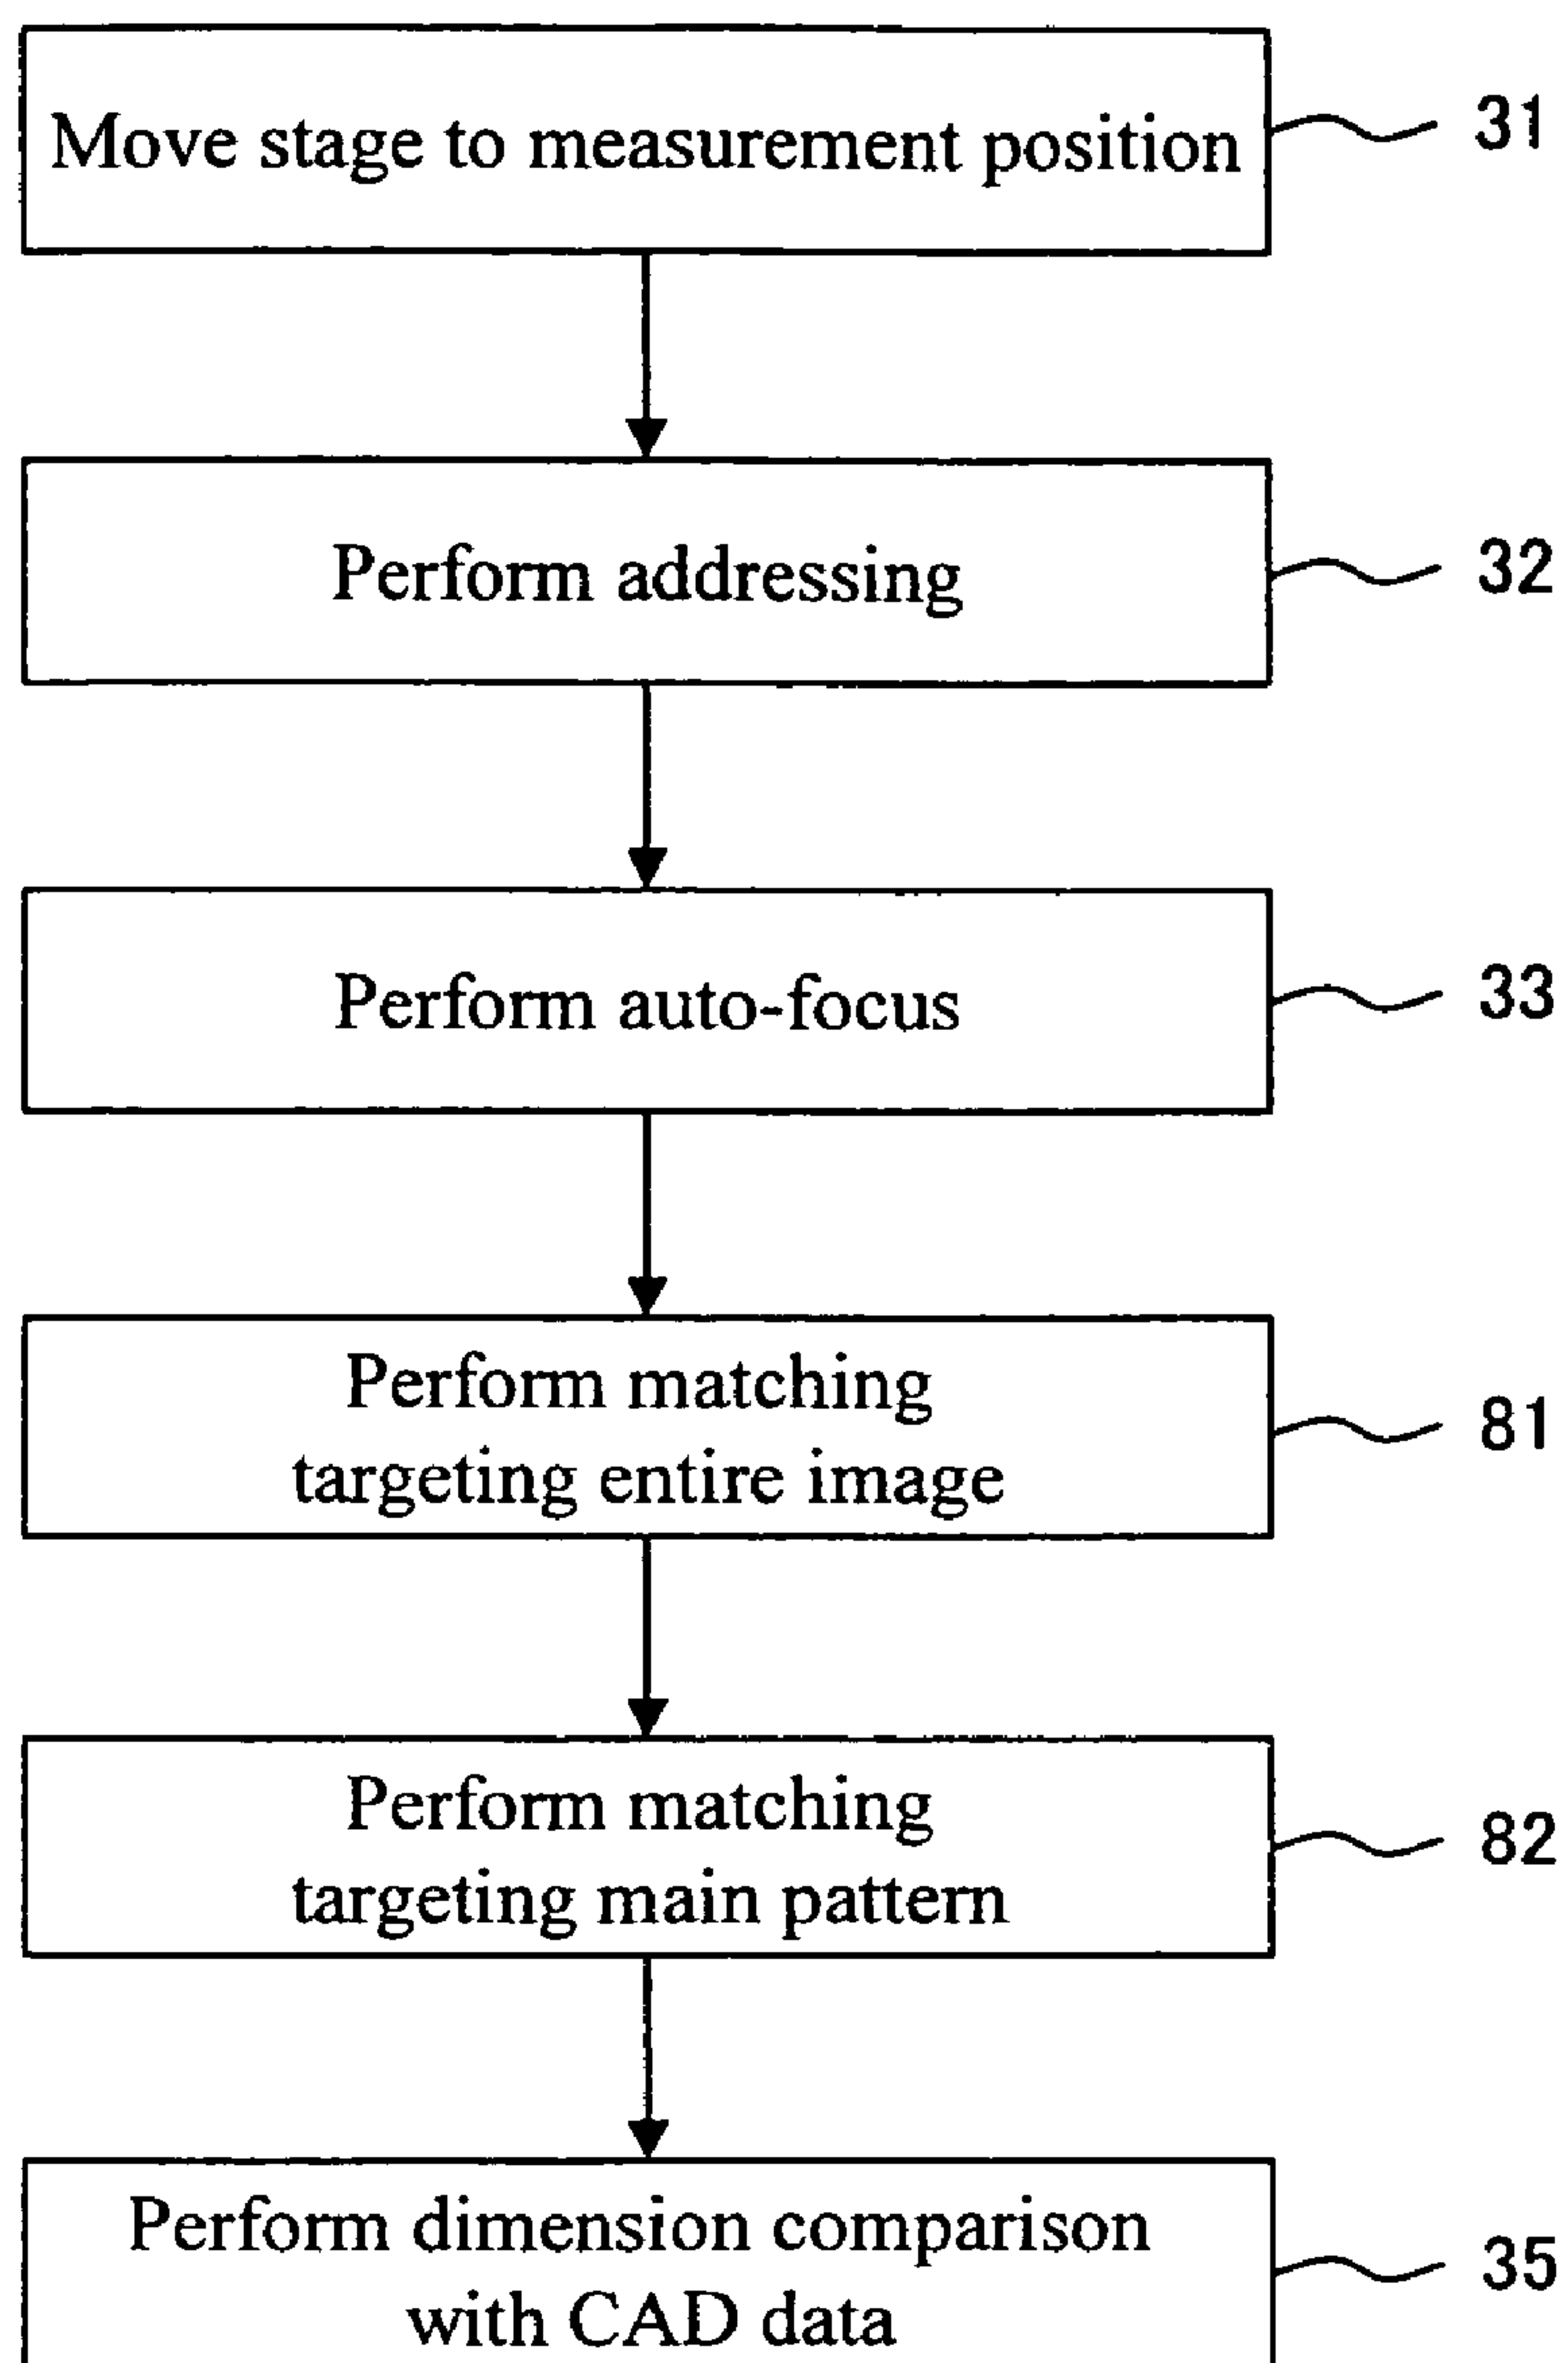 Move stage to measurement position
31
Perform addressing
32
Perform auto-focus
33
Perform matching
targeting entire image
81
Perform matching
targeting main pattern
82
Perform dimension comparison
with CAD data
35